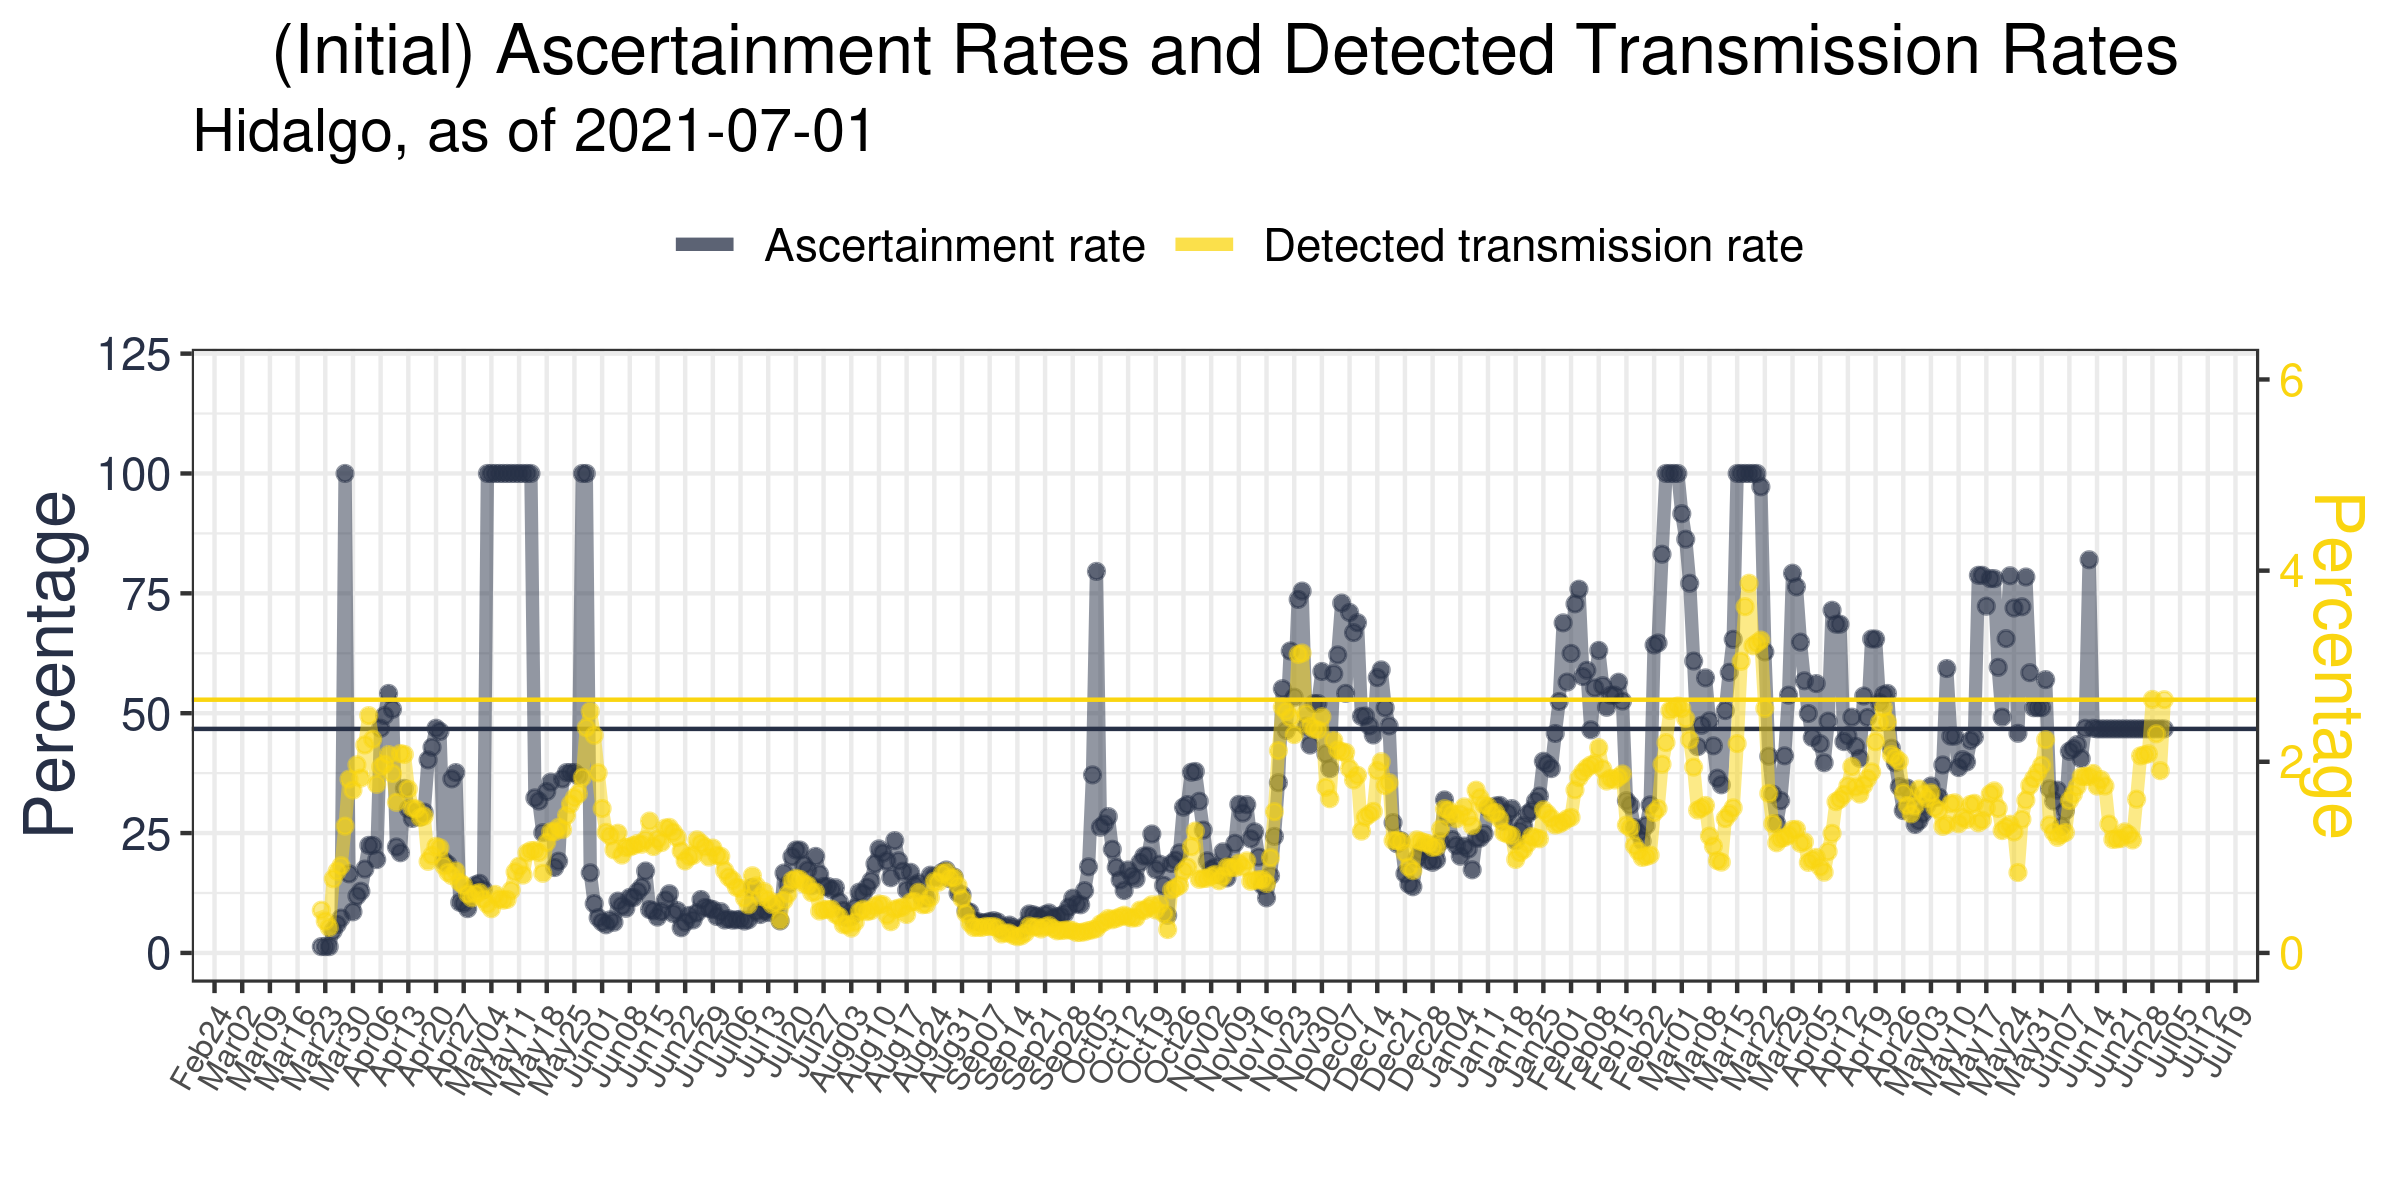 (Initial) Ascertainment Rates and Detected Transmission Rates
Hidalgo, as of 2021-07-01
Ascertainment rate
Detected transmission rate
Percentage
125
100
75
50
25
0
6
4
2
0
Percentage
Feb24
Mar02
Mar09
Mar16
Mar23
Mar30
Apr06
Apr13
Apr20
Apr27
May04
May11
May18
May25
Jun01
Jun08
Jun15
Jun22
Jun29
Jul06
Jul13
Jul20
Jul27
Aug03
Aug10
Aug17
Aug24
Aug31
Sep07
Sep14
Sep21
Sep28
Oct05
Oct12
Oct19
Oct26
Nov02
Nov09
Nov16
Nov23
Nov30
Dec07
Dec14
Dec21
Dec28
Jan04
Jan11
Jan18
Jan25
Feb01
Feb08
Feb15
Feb22
Mar01
Mar08
Mar15
Mar22
Mar29
Apr05
Apr12
Apr19
Apr26
May03
May10
May17
May24
May31
Jun07
Jun14
Jun21
Jun28
Jul05
Jul12
Jul19